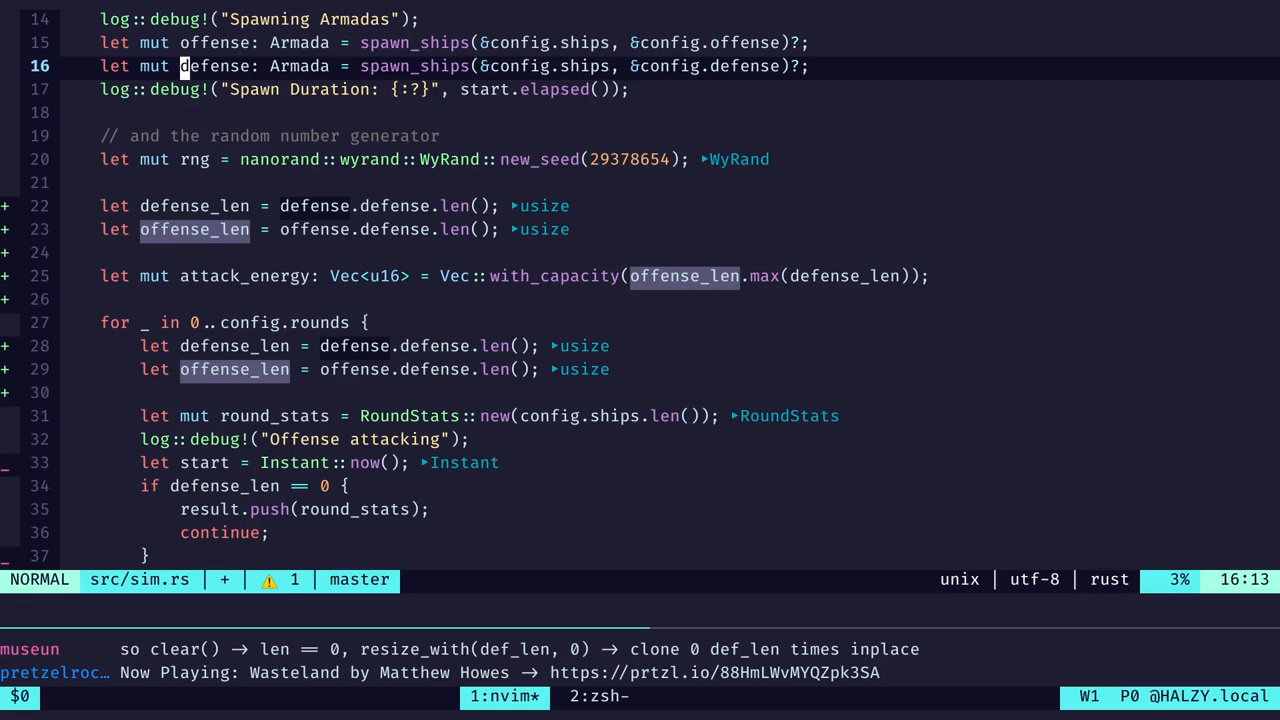 14 log::debug!("Spawning Armadas");
15 let mut offense: Armada = spawn_ships(&config.ships, &config.offense)?;
16 let mut defense: Armada = spawn_ships(&config.ships, &config.defense)?;
17 log::debug!("Spawn Duration: {:?}", start.elapsed());
18
19 // and the random number generator
20 let mut rng = nanorand::wyrand::WyRand::new_seed(29378654); ▸WyRand
21
+ 22 let defense_len = defense.defense.len(); ▸usize
+ 23 let offense_len = offense.defense.len(); ▸usize
+ 24
+ 25 let mut attack_energy: Vec<u16> = Vec::with_capacity(offense_len.max(defense_len));
+ 26
27 for _ in 0..config.rounds {
+ 28 let defense_len = defense.defense.len(); ▸usize
+ 29 let offense_len = offense.defense.len(); ▸usize
+ 30
31 let mut round_stats = RoundStats::new(config.ships.len()); ▸RoundStats
32 log::debug!("Offense attacking");
_ 33 let start = Instant::now(); ▸Instant
34 if defense_len == 0 {
35 result.push(round_stats);
36 continue;
_ 37 }
NORMAL src/sim.rs | + | ⚠ 1 | master unix | utf-8 | rust 3% 16:13
museun so clear() → len == 0, resize_with(def_len, 0) → clone 0 def_len times inplace
pretzelroc… Now Playing: Wasteland by Matthew Howes → https://prtzl.io/88HmLWvMYQZpk3SA
$0 1:nvim* 2:zsh- W1 P0 @HALZY.local